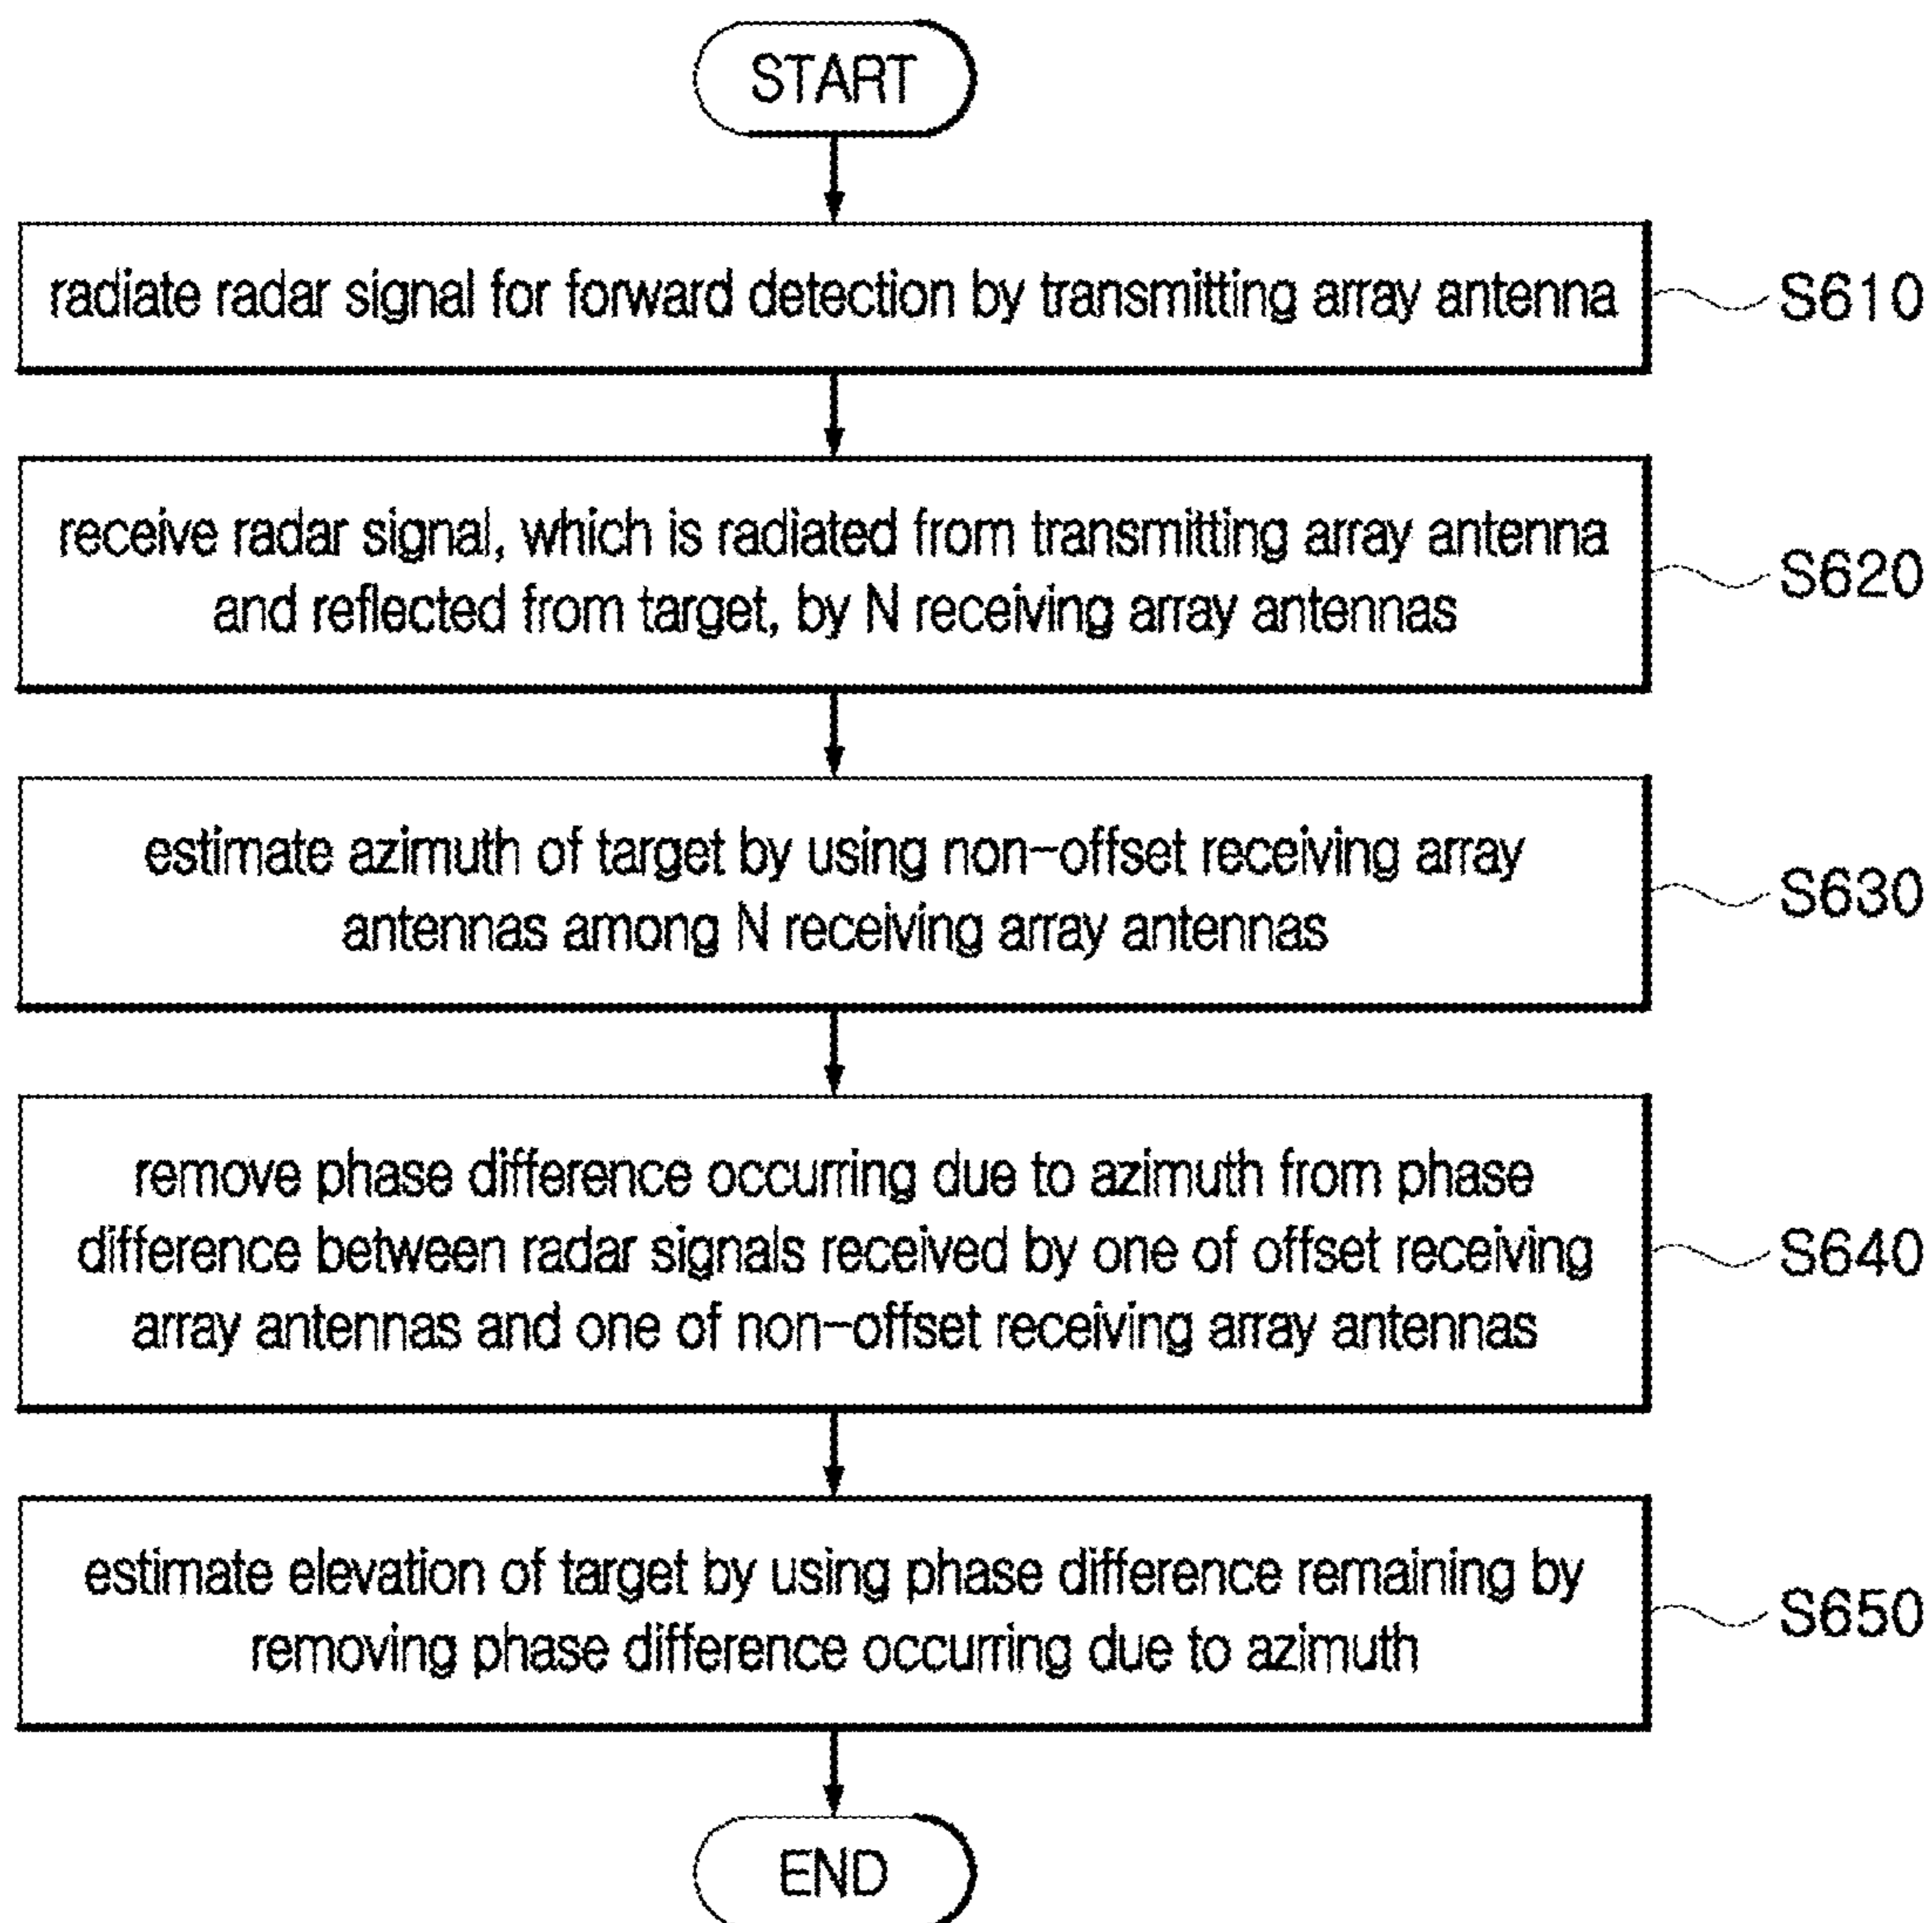 START
radiate radar signal for forward detection by transmitting array antenna
S610
receive radar signal, which is radiated from transmitting array antenna
and reflected from target, by N receiving array antennas
S620
estimate azimuth of target by using non-offset receiving array
antennas among N receiving array antennas
S630
remove phase difference occurring due to azimuth from phase
difference between radar signals received by one of offset receiving
array antennas and one of non-offset receiving array antennas
S640
estimate elevation of target by using phase difference remaining by
removing phase difference occurring due to azimuth
S650
END